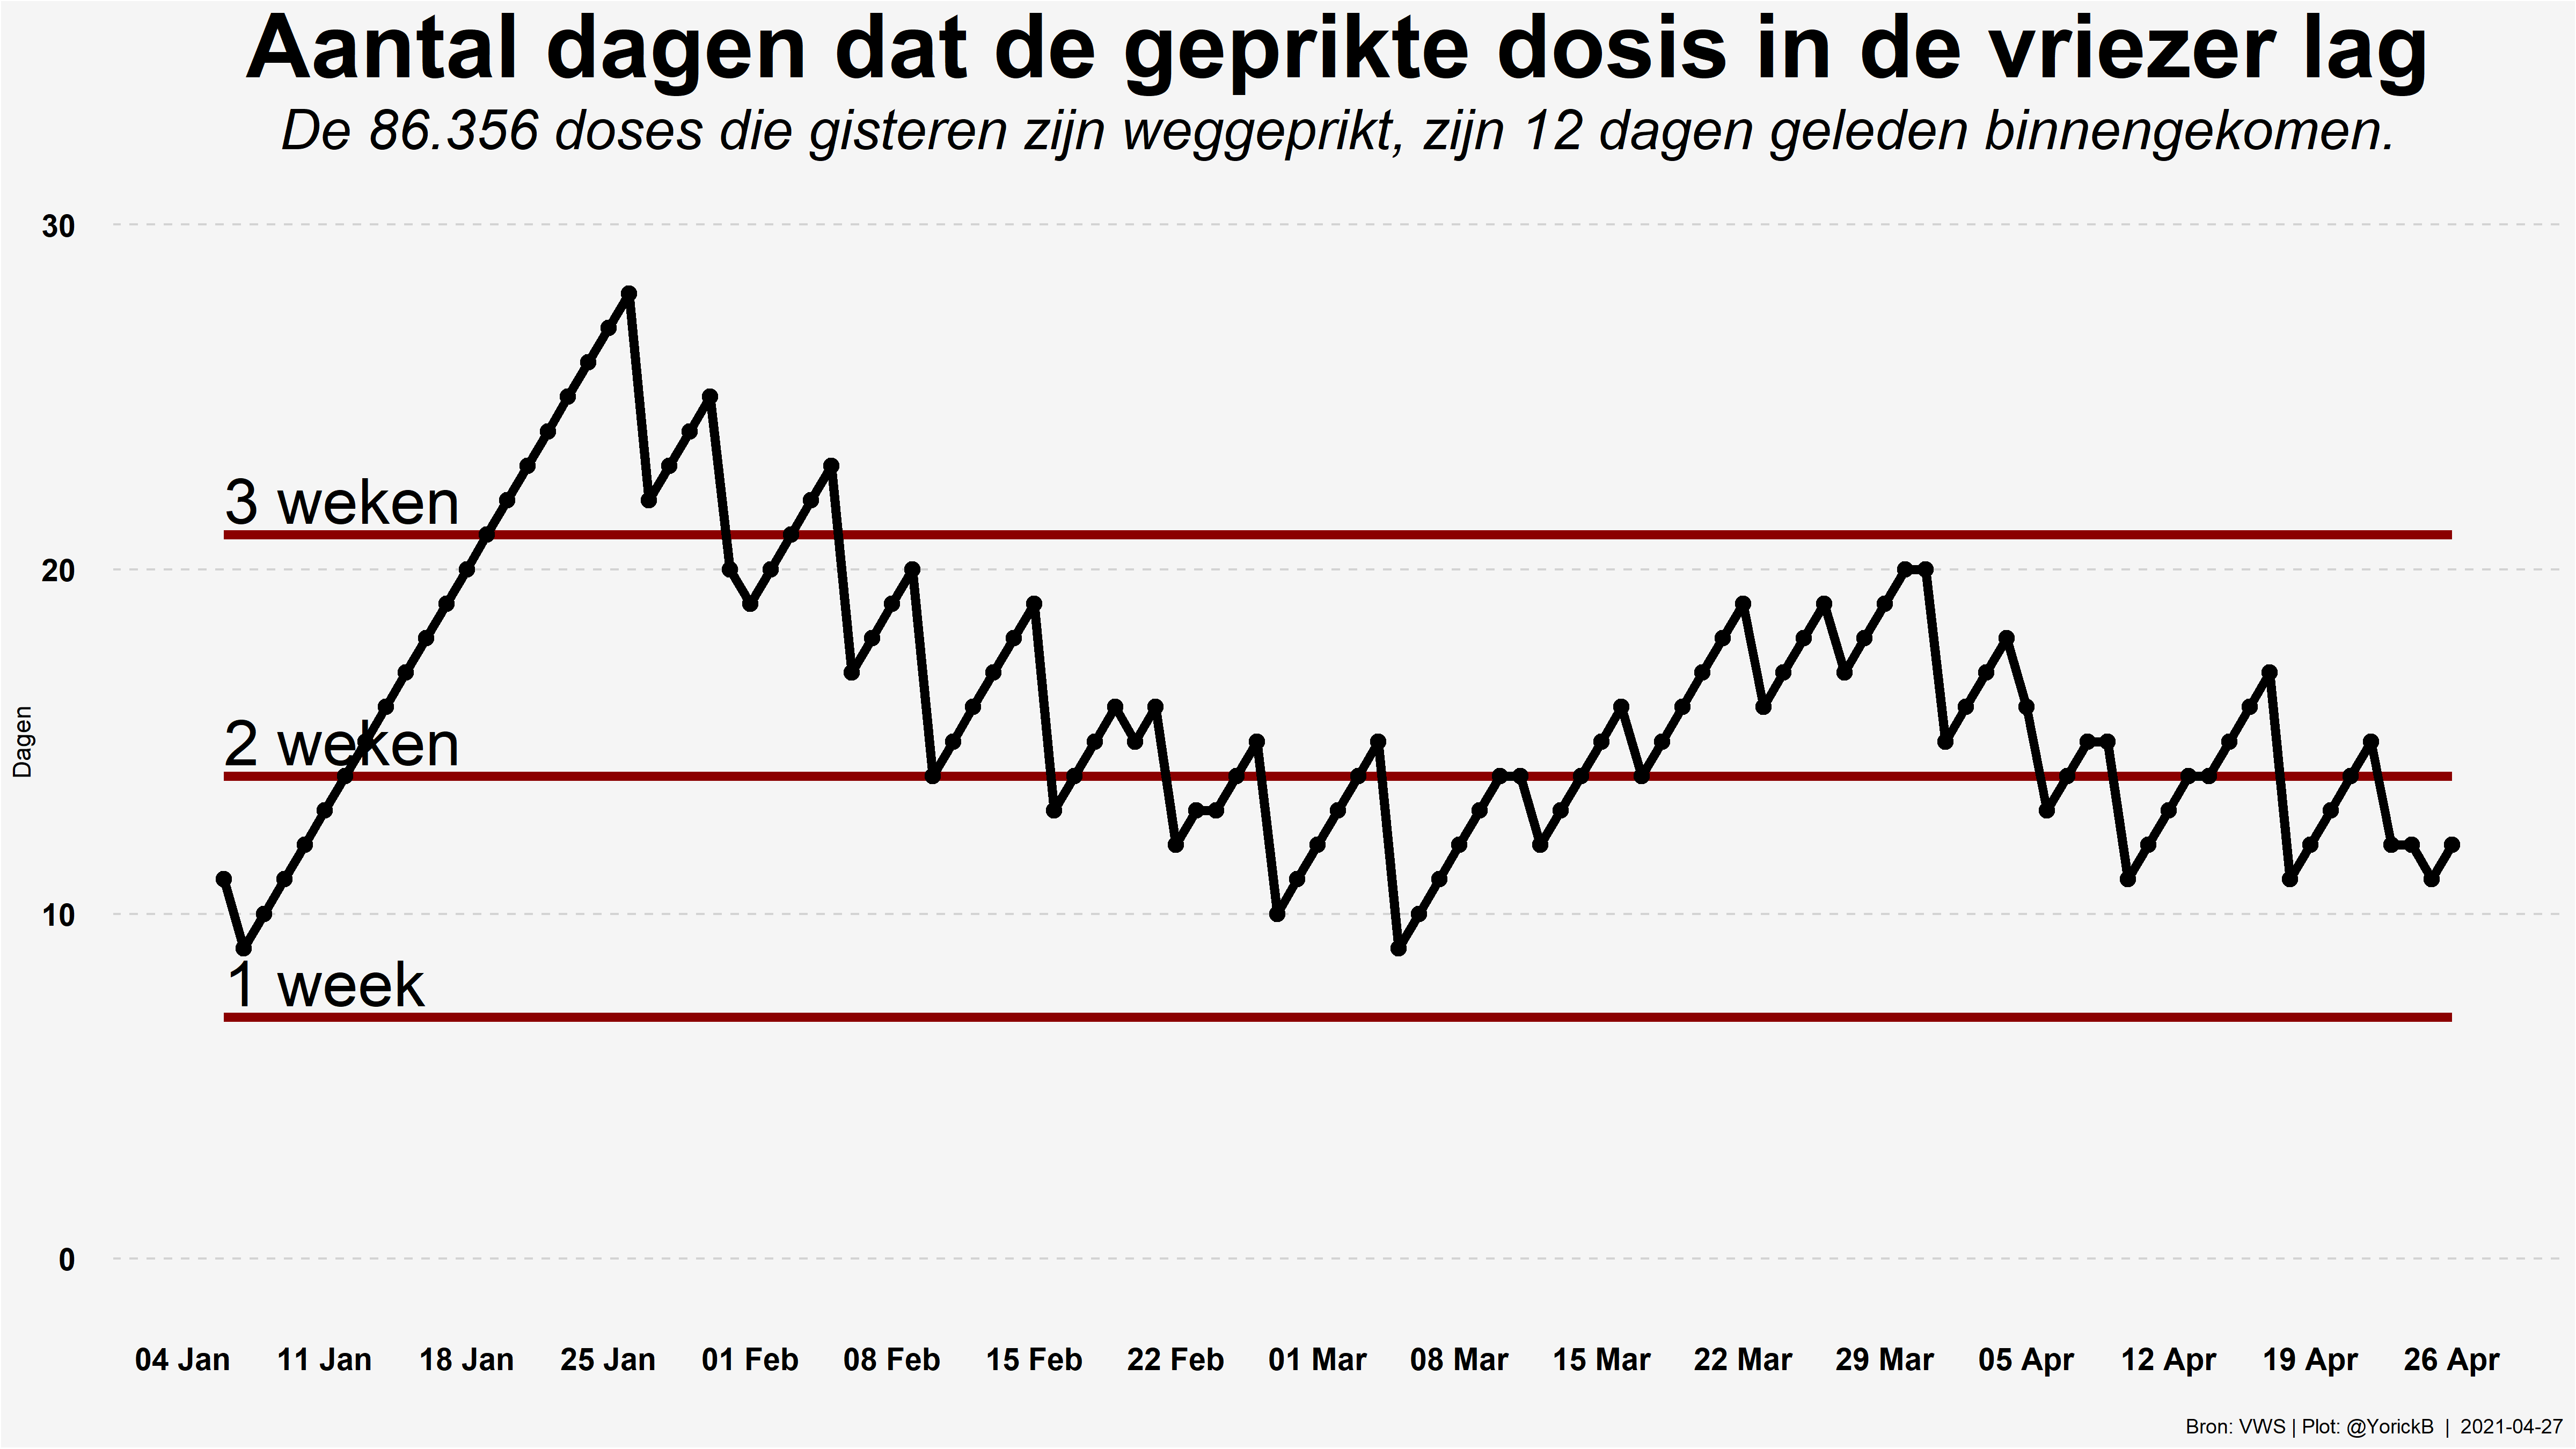 Aantal dagen dat de geprikte dosis in de vriezer lag
De 86.356 doses die gisteren zijn weggeprikt, zijn 12 dagen geleden binnengekomen.
30
3 weken
20
2 weken
Dagen
10
1 week
0
04 Jan 11 Jan 18 Jan 25 Jan 01 Feb 08 Feb 15 Feb 22 Feb 01 Mar 08 Mar 15 Mar 22 Mar 29 Mar 05 Apr 12 Apr 19 Apr 26 Apr
Bron: VWS | Plot: @YorickB | 2021-04-27